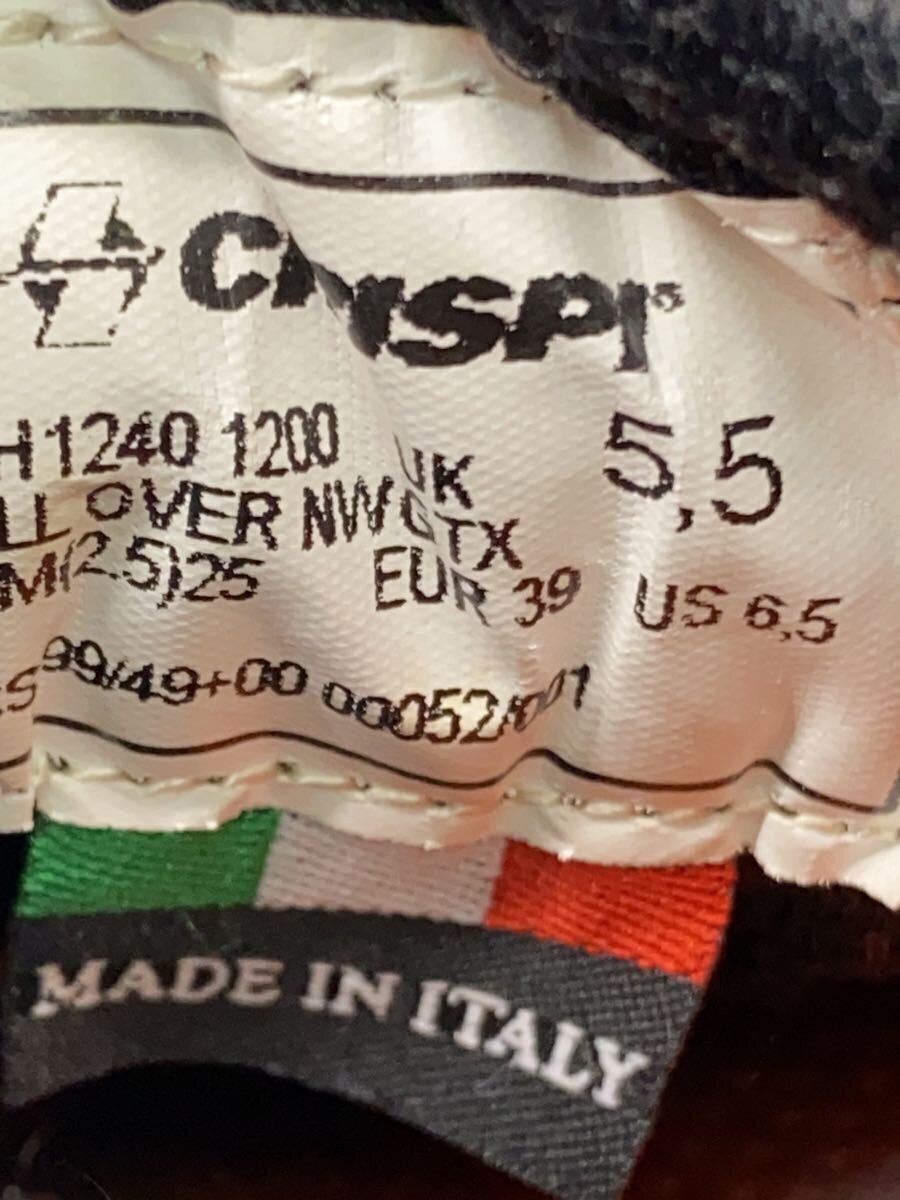 CRISPI®
H1240 1200 UK 5,5
LL OVER NW GTX
M(2.5)25 EUR 39 US 6,5
99/49+00 00052/001
MADE IN ITALY